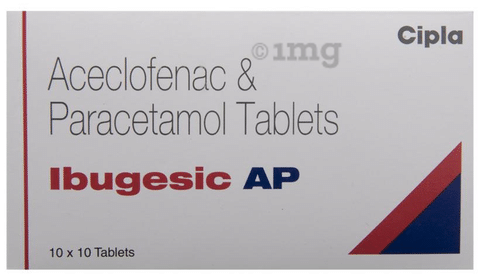 Cipla
© 1mg
Aceclofenac &
Paracetamol Tablets
Ibugesic AP
10 x 10 Tablets